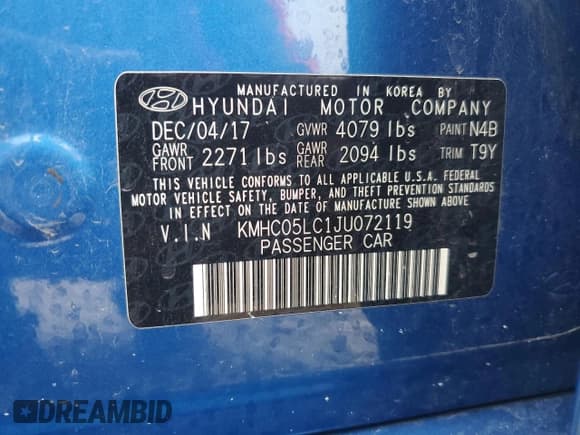 MANUFACTURED IN KOREA BY
HYUNDAI MOTOR COMPANY
DEC/04/17 GVWR 4079 lbs PAINT N4B
GAWR FRONT 2271 lbs GAWR REAR 2094 lbs TRIM T9Y
THIS VEHICLE CONFORMS TO ALL APPLICABLE U.S.A. FEDERAL
MOTOR VEHICLE SAFETY, BUMPER, AND THEFT PREVENTION STANDARDS
IN EFFECT ON THE DATE OF MANUFACTURE SHOWN ABOVE.
V.I.N KMHC05LC1JU072119
PASSENGER CAR
DREAMBID